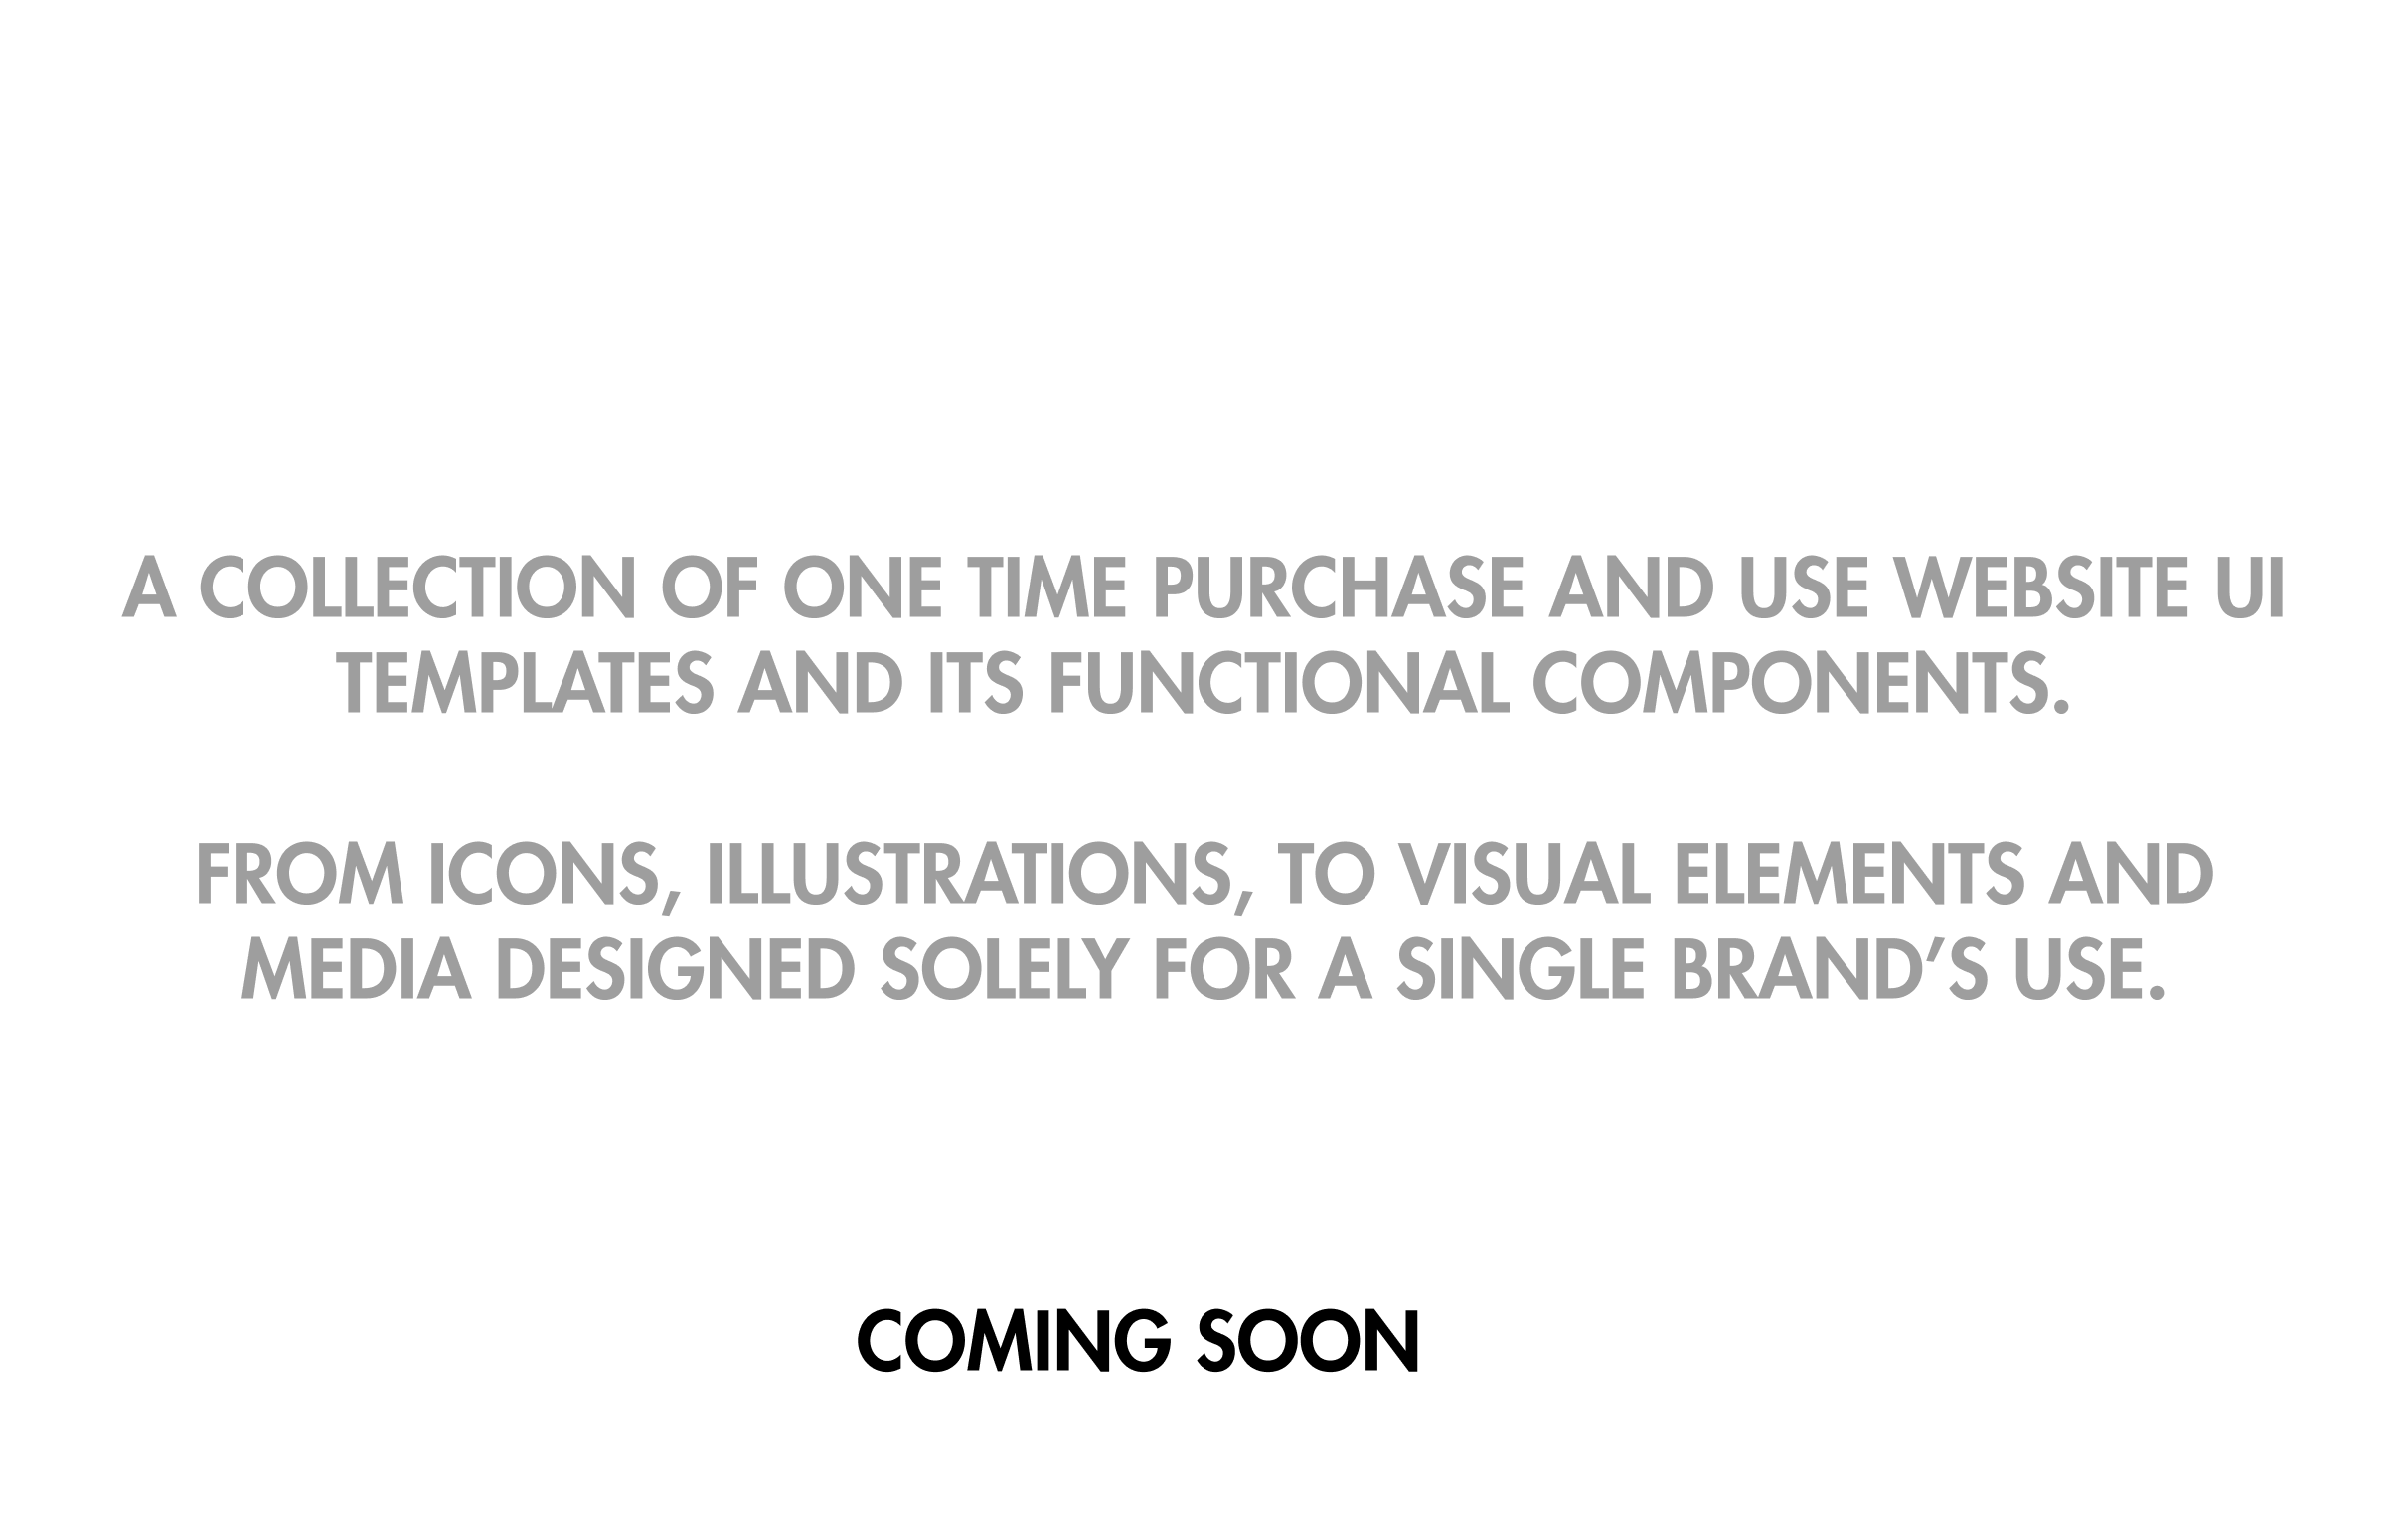 A COLLECTION OF ONE TIME PURCHASE AND USE WEBSITE UI
TEMPLATES AND ITS FUNCTIONAL COMPONENTS.
FROM ICONS, ILLUSTRATIONS, TO VISUAL ELEMENTS AND
MEDIA DESIGNED SOLELY FOR A SINGLE BRAND’S USE.
COMING SOON